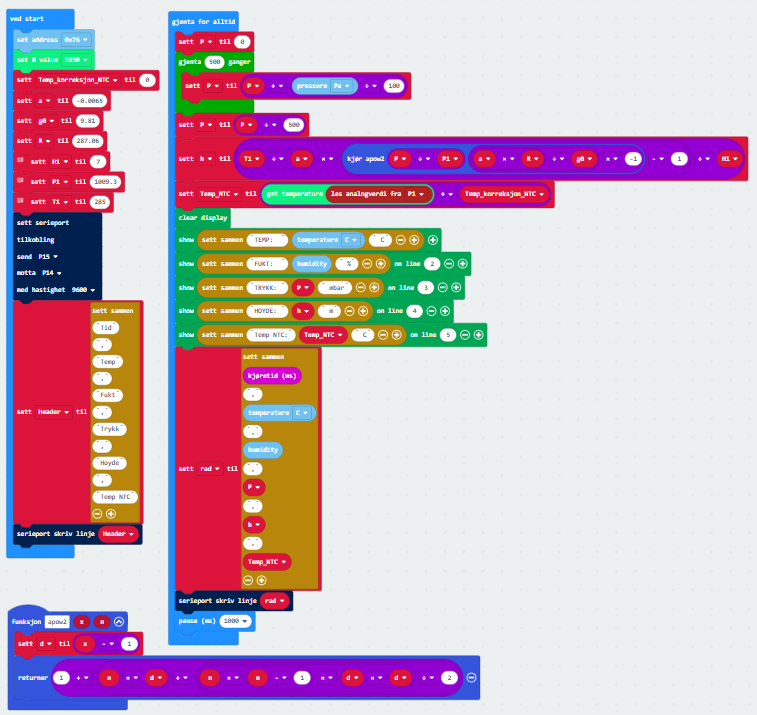 ved start
set address 0x76
set B value 3950
sett Temp_korreksjon_NTC til 0
sett a til -0.0065
sett g0 til 9.81
sett R til 287.06
sett H1 til 7
sett P1 til 1009.3
sett T1 til 285
sett serieport
tilkobling
send P15
motta P14
med hastighet 9600
sett Header til
sett sammen
Tid
,
Temp
,
Fukt
,
Trykk
,
Hoyde
,
Temp NTC
serieport skriv linje Header
gjenta for alltid
sett P til 0
gjenta 500 ganger
sett P til P + pressure Pa ÷ 100
sett P til P ÷ 500
sett h til T1 ÷ a × kjør apow2 P ÷ P1 a × R ÷ g0 × -1 - 1 + H1
sett Temp_NTC til get temperature les analogverdi fra P1 + Temp_korreksjon_NTC
clear display
show sett sammen TEMP: temperature C C
show sett sammen FUKT: humidity % on line 2
show sett sammen TRYKK: P mbar on line 3
show sett sammen HOYDE: h m on line 4
show sett sammen Temp NTC: Temp_NTC C on line 5
sett rad til
sett sammen
kjøretid (ms)
,
temperature C
,
humidity
,
P
,
h
,
Temp_NTC
serieport skriv linje rad
pause (ms) 1000
funksjon apow2 x n
sett d til x - 1
returner 1 + n × d + n × n - 1 × d × d ÷ 2